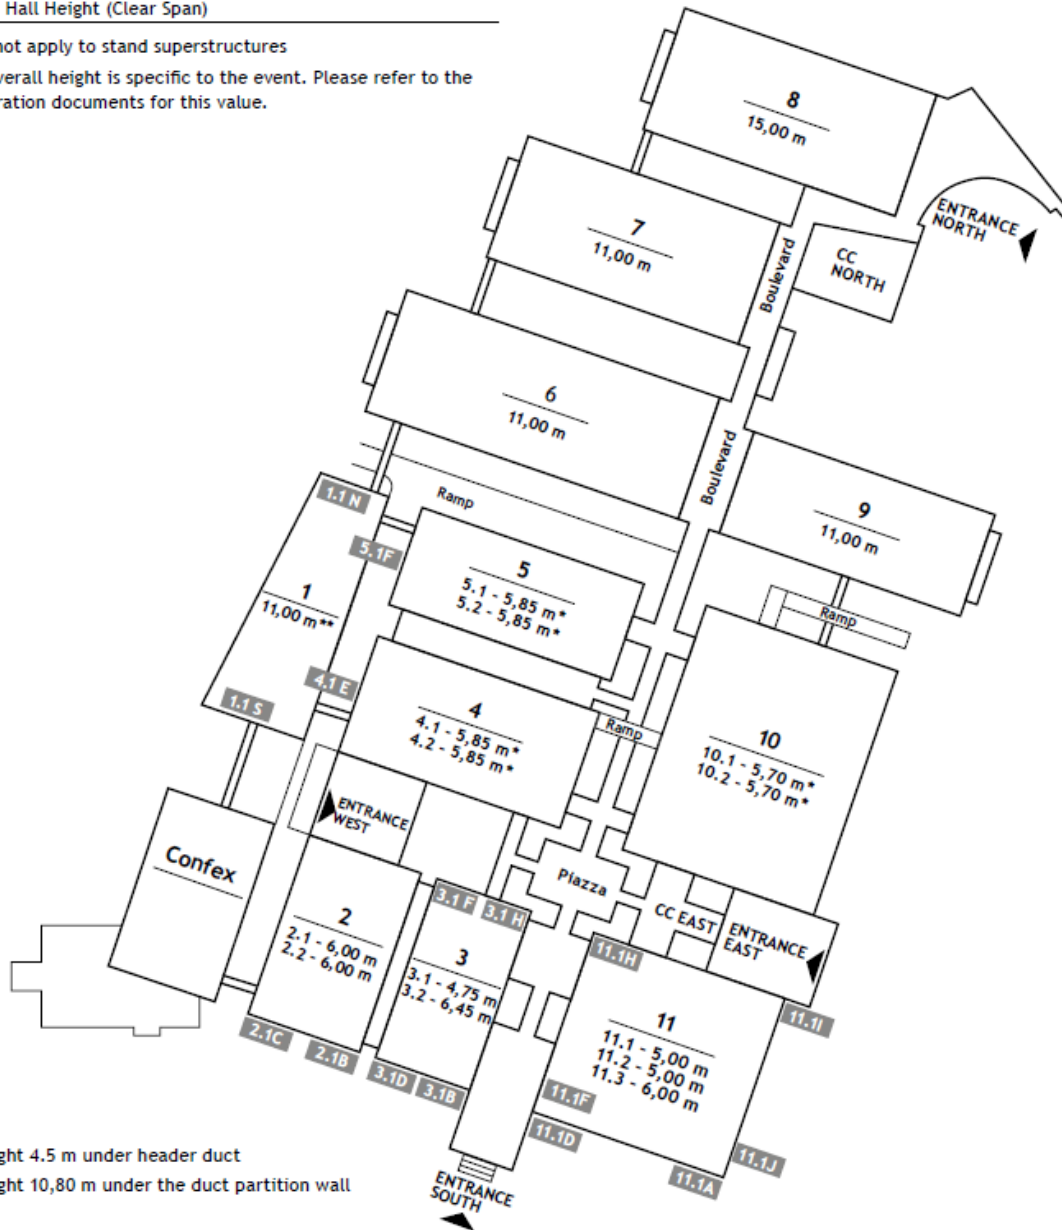 Hall Height (Clear Span)
not apply to stand superstructures
verall height is specific to the event. Please refer to the
ration documents for this value.
8
15,00 m
ENTRANCE
NORTH
7
11,00 m
Boulevard
CC
NORTH
6
11,00 m
Boulevard
Ramp
1.1 N
9
11,00 m
5.1F
5
5.1 - 5,85 m*
5.2 - 5,85 m*
1
11,00 m**
Ramp
4.1 E
1.1 S
4
4.1 - 5,85 m*
4.2 - 5,85 m*
Ramp
10
10.1 - 5,70 m*
10.2 - 5,70 m*
ENTRANCE
WEST
Confex
Piazza
3.1 F
3.1 H
CC EAST
ENTRANCE
EAST
2
2.1 - 6,00 m
2.2 - 6,00 m
3
3.1 - 4,75 m
3.2 - 6,45 m
11.1H
11.1I
11
11.1 - 5,00 m
11.2 - 5,00 m
11.3 - 6,00 m
2.1C
2.1B
3.1D
3.1B
11.1F
11.1D
11.1J
11.1A
ght 4.5 m under header duct
ght 10,80 m under the duct partition wall
ENTRANCE
SOUTH